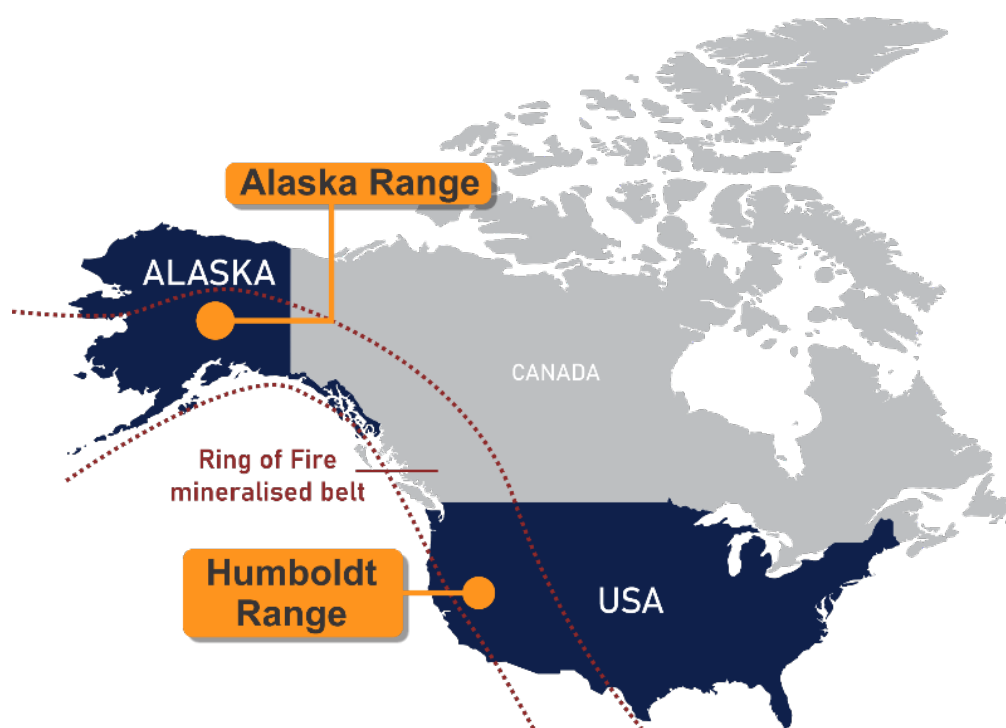 Alaska Range
ALASKA
CANADA
Ring of Fire
mineralised belt
Humboldt
Range
USA